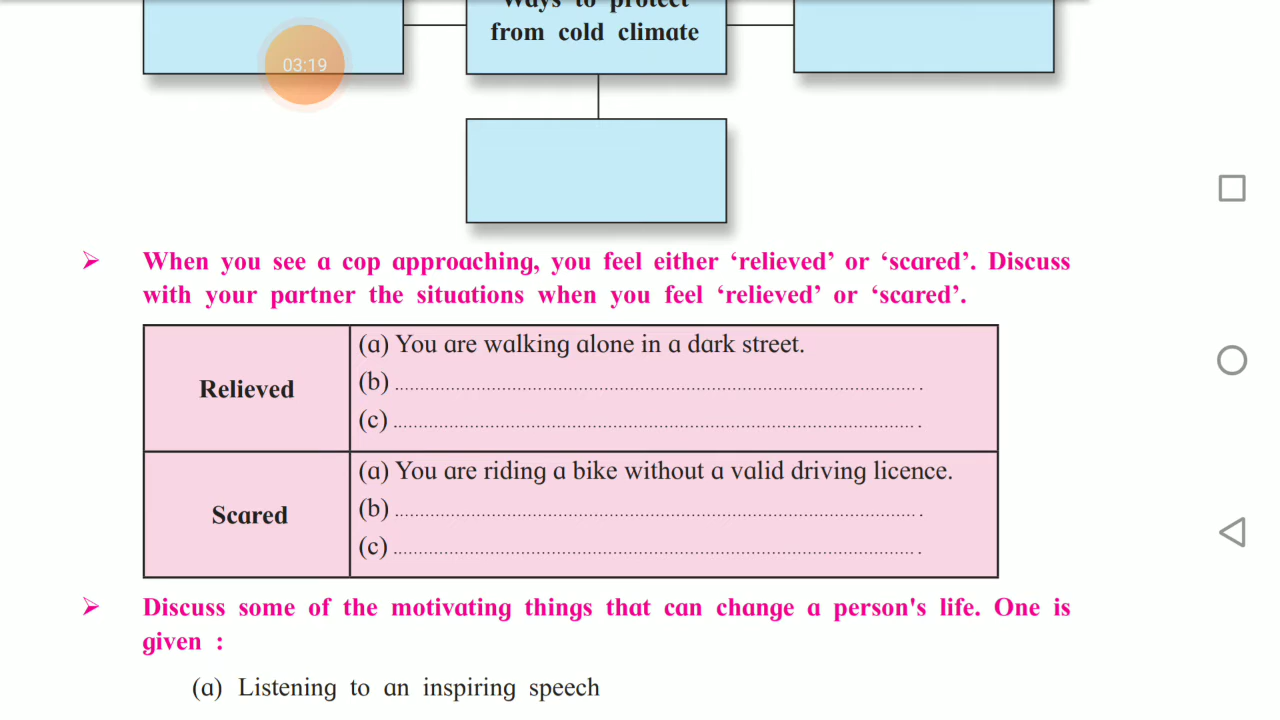 Ways to protect
from cold climate
03:19
➢ When you see a cop approaching, you feel either ‘relieved’ or ‘scared’. Discuss
with your partner the situations when you feel ‘relieved’ or ‘scared’.
Relieved
(a) You are walking alone in a dark street.
(b) ........................................................................................ .
(c) ........................................................................................ .
Scared
(a) You are riding a bike without a valid driving licence.
(b) ........................................................................................ .
(c) ........................................................................................ .
➢ Discuss some of the motivating things that can change a person's life. One is
given :
(a) Listening to an inspiring speech